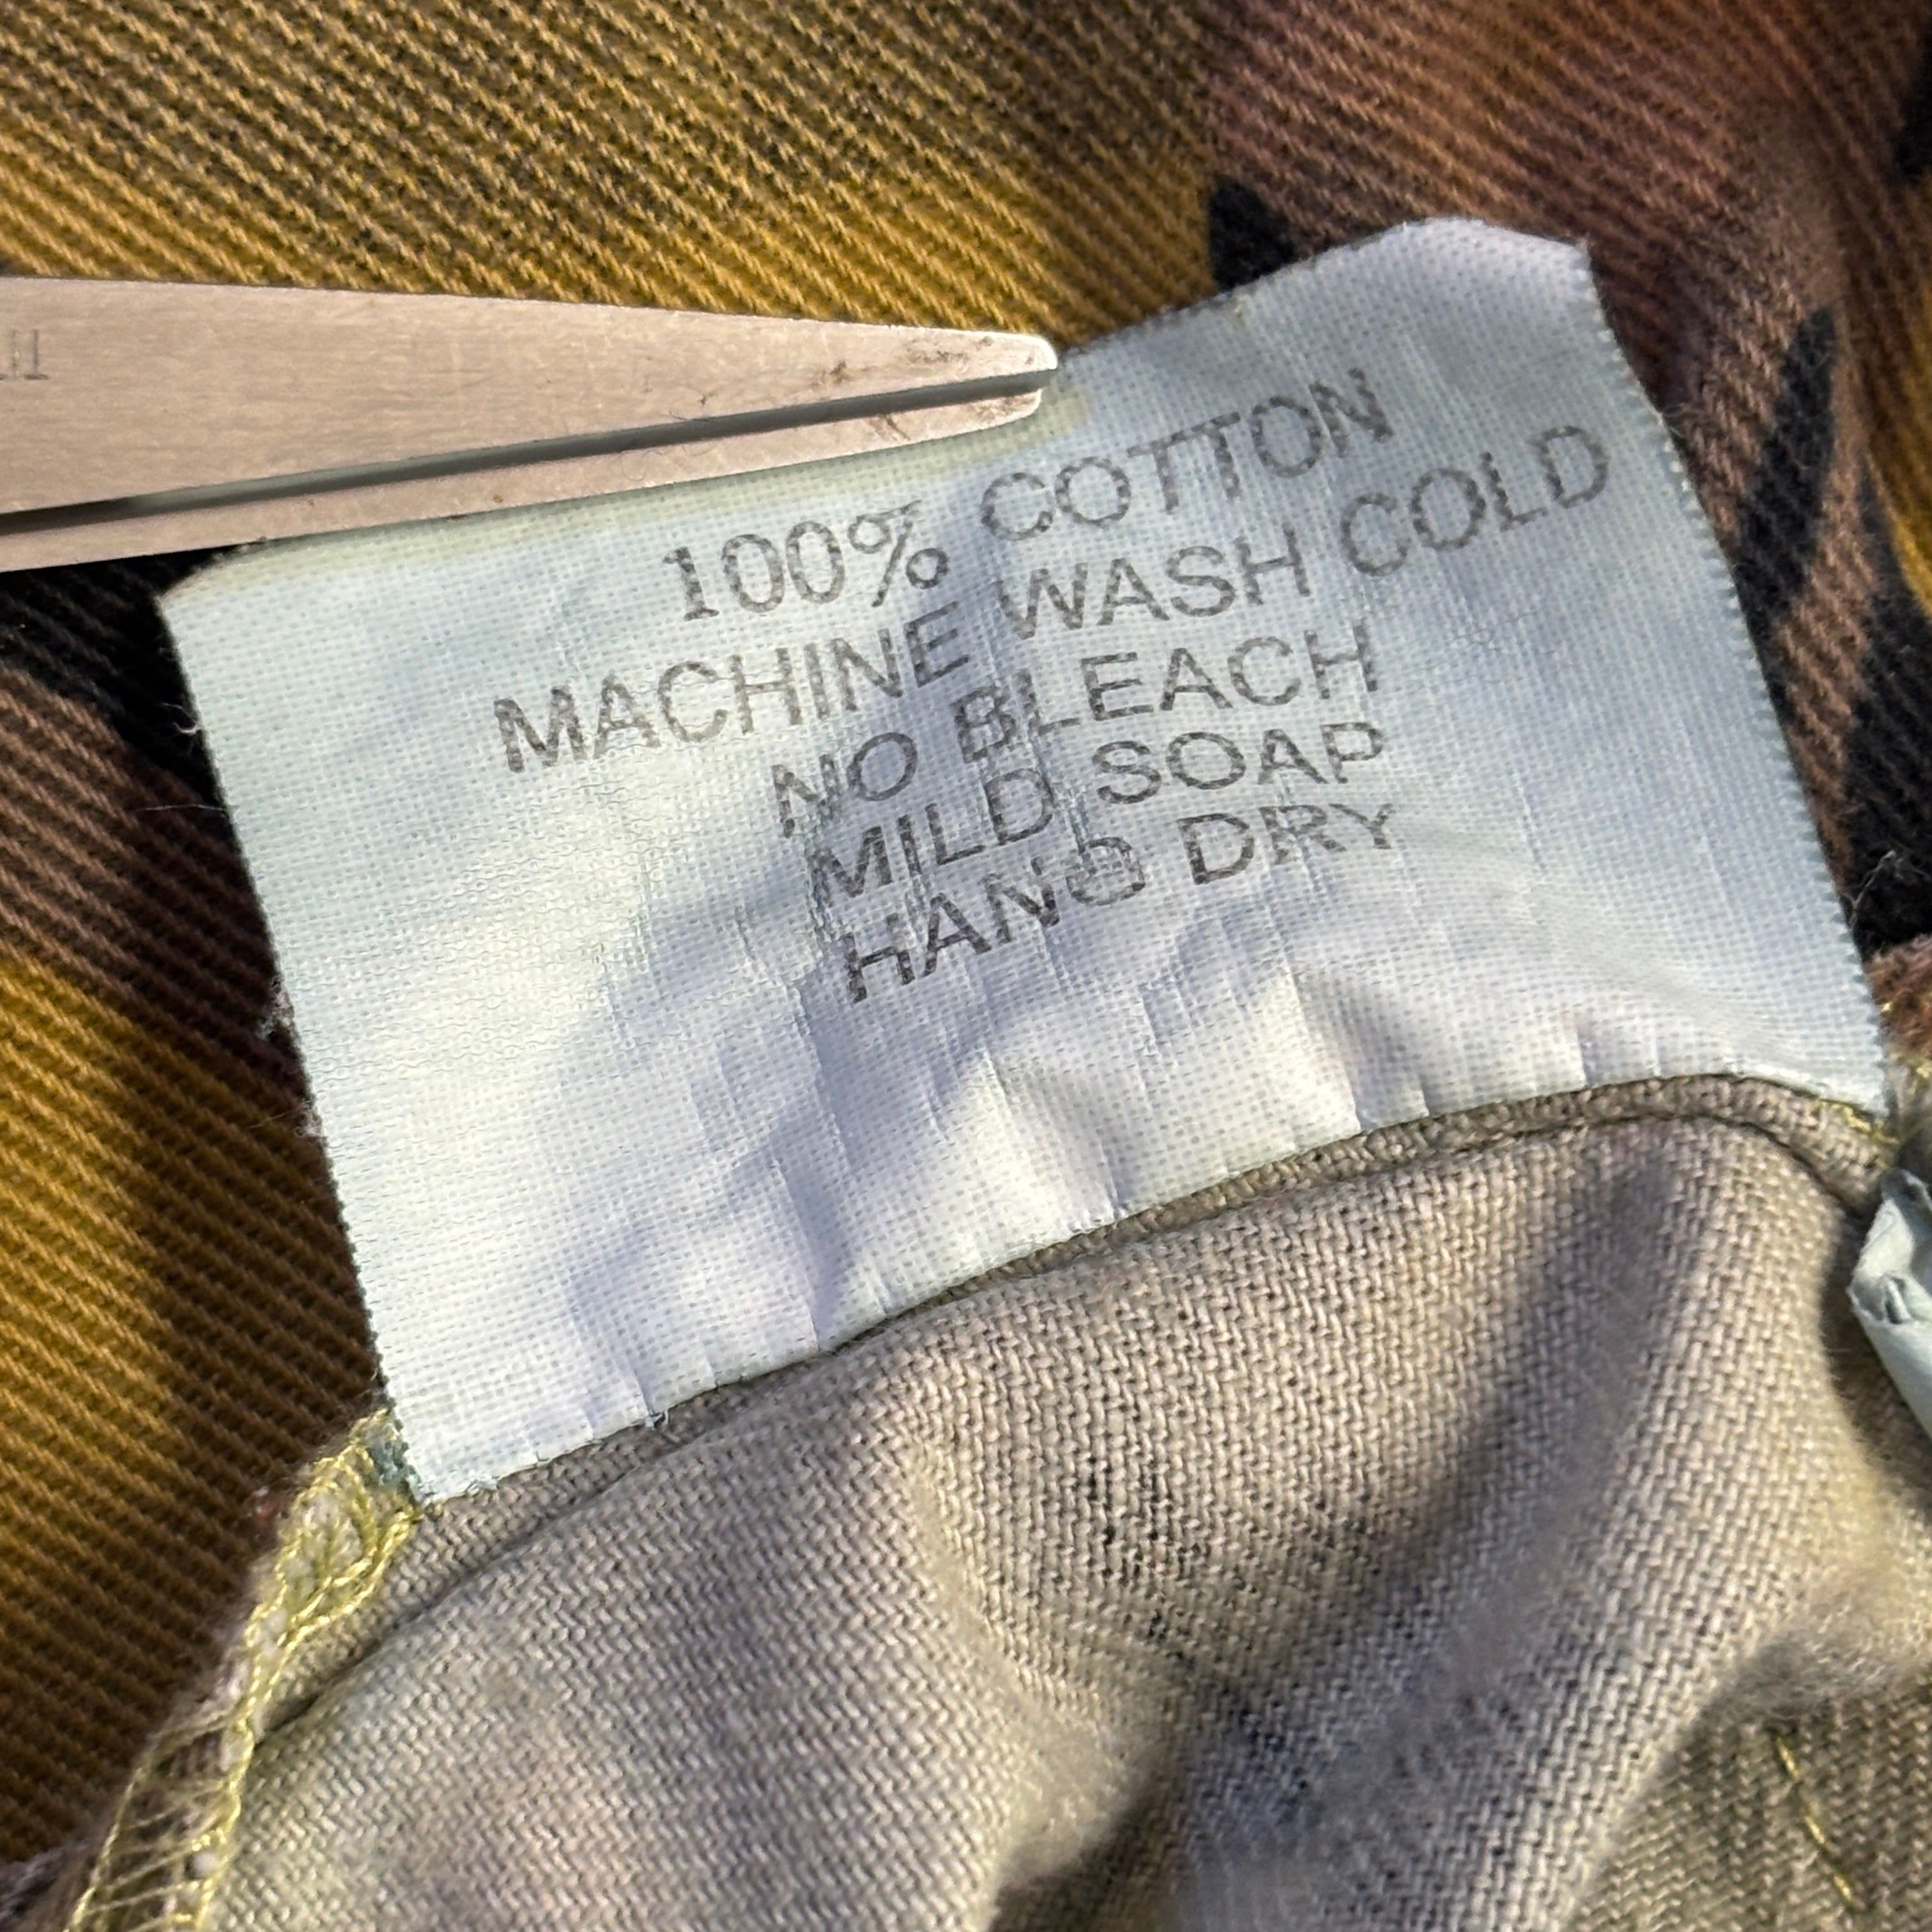 100% COTTON
MACHINE WASH COLD
NO BLEACH
MILD SOAP
HANG DRY